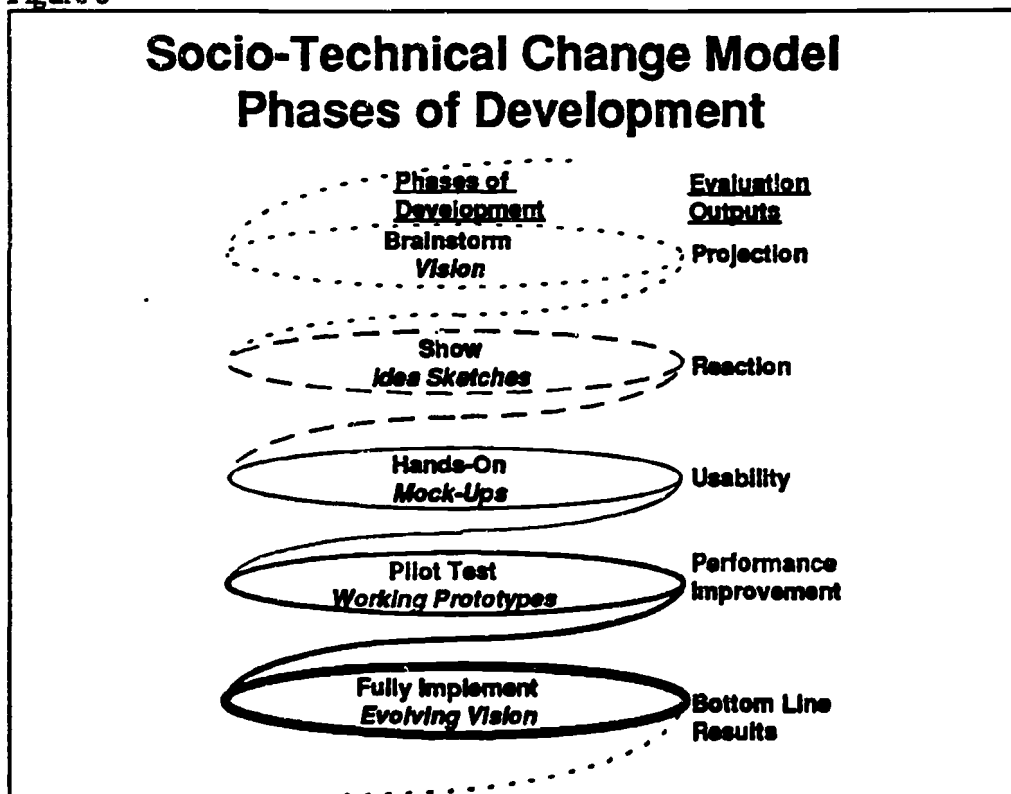 Socio-Technical Change Model
Phases of Development
Phases of
Development
Evaluation
Outputs
Brainstorm
Vision
Projection
Show
Idea Sketches
Reaction
Hands-On
Mock-Ups
Usability
Pilot Test
Working Prototypes
Performance
Improvement
Fully Implement
Evolving Vision
Bottom Line
Results